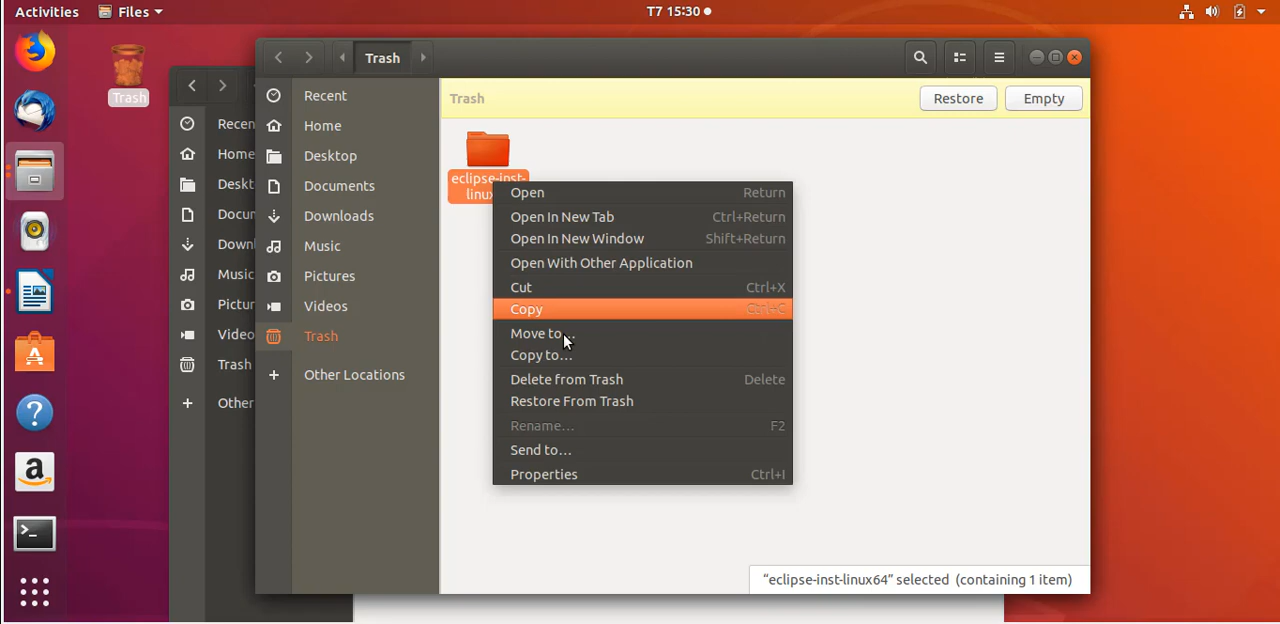 Activities
Files
T7 15:30
Trash
Recen
Home
Deskt
Docum
Downl
Music
Pictur
Video
Trash
Other
Trash
Recent
Home
Desktop
Documents
Downloads
Music
Pictures
Videos
Trash
Other Locations
Trash
Restore
Empty
eclipse-inst-
linux
Open Return
Open In New Tab Ctrl+Return
Open In New Window Shift+Return
Open With Other Application
Cut Ctrl+X
Copy Ctrl+C
Move to…
Copy to…
Delete from Trash Delete
Restore From Trash
Rename… F2
Send to…
Properties Ctrl+I
“eclipse-inst-linux64” selected (containing 1 item)